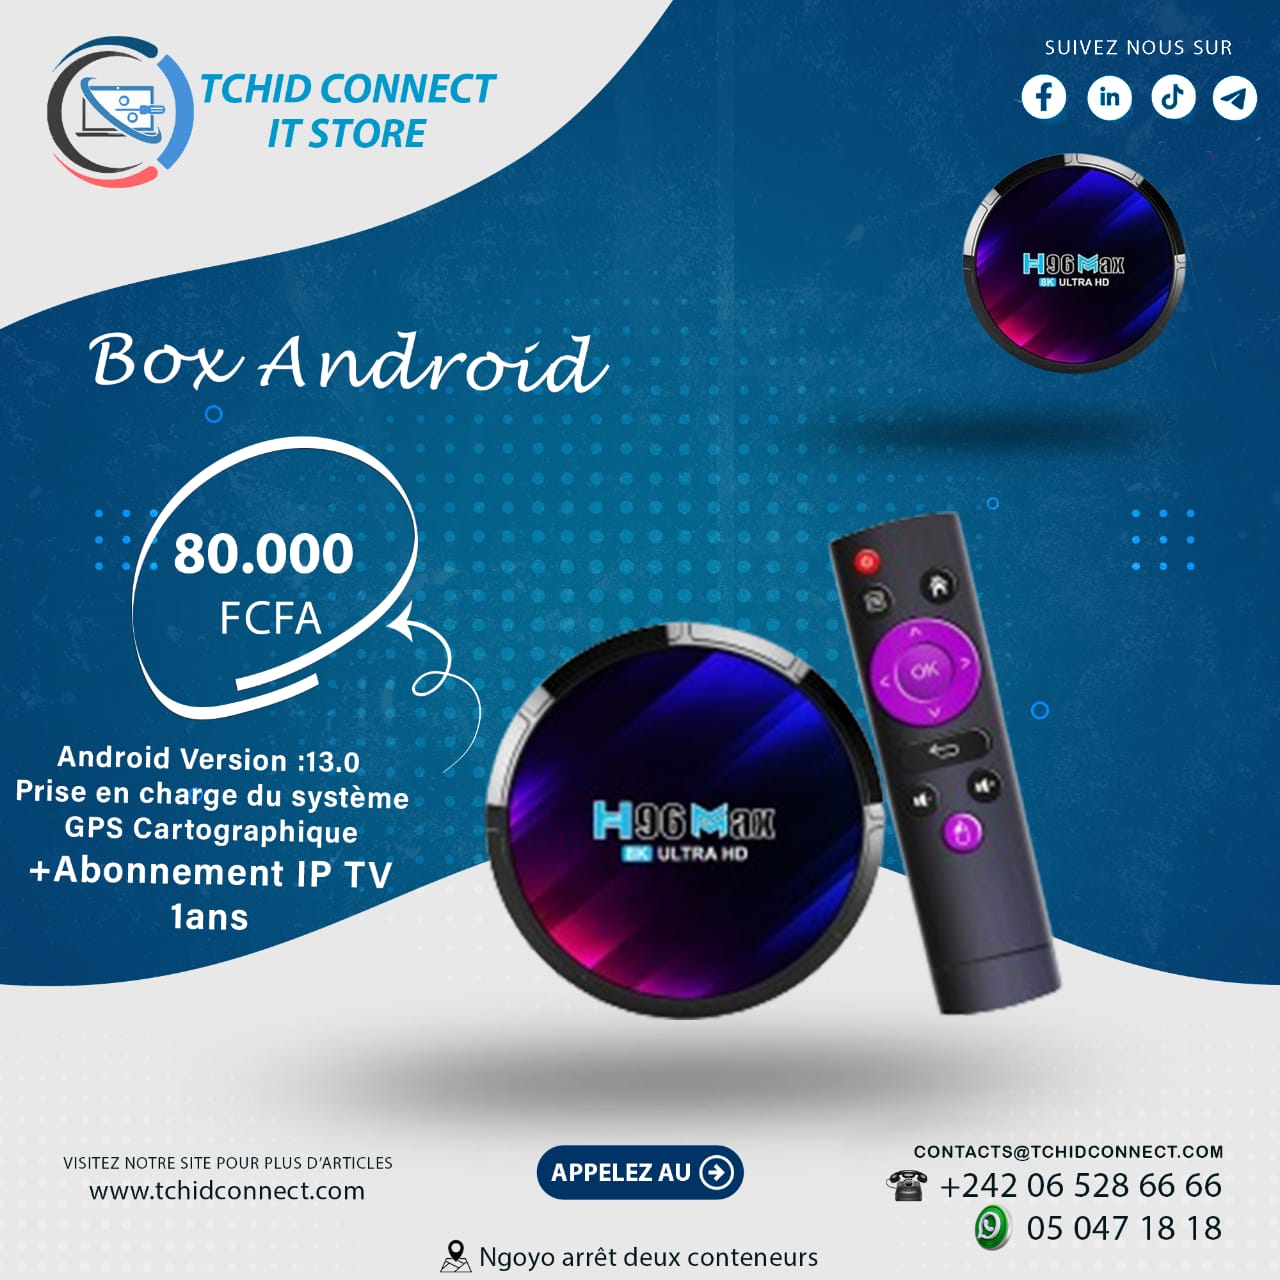 TCHID CONNECT
IT STORE
SUIVEZ NOUS SUR
f in
H96 Max
8K ULTRA HD
Box Android
80.000
FCFA
OK
Android Version :13.0
Prise en charge du système
GPS Cartographique
+Abonnement IP TV
1ans
H96 Max
8K ULTRA HD
VISITEZ NOTRE SITE POUR PLUS D’ARTICLES
www.tchidconnect.com
APPELEZ AU
CONTACTS@TCHIDCONNECT.COM
+242 06 528 66 66
05 047 18 18
Ngoyo arrêt deux conteneurs